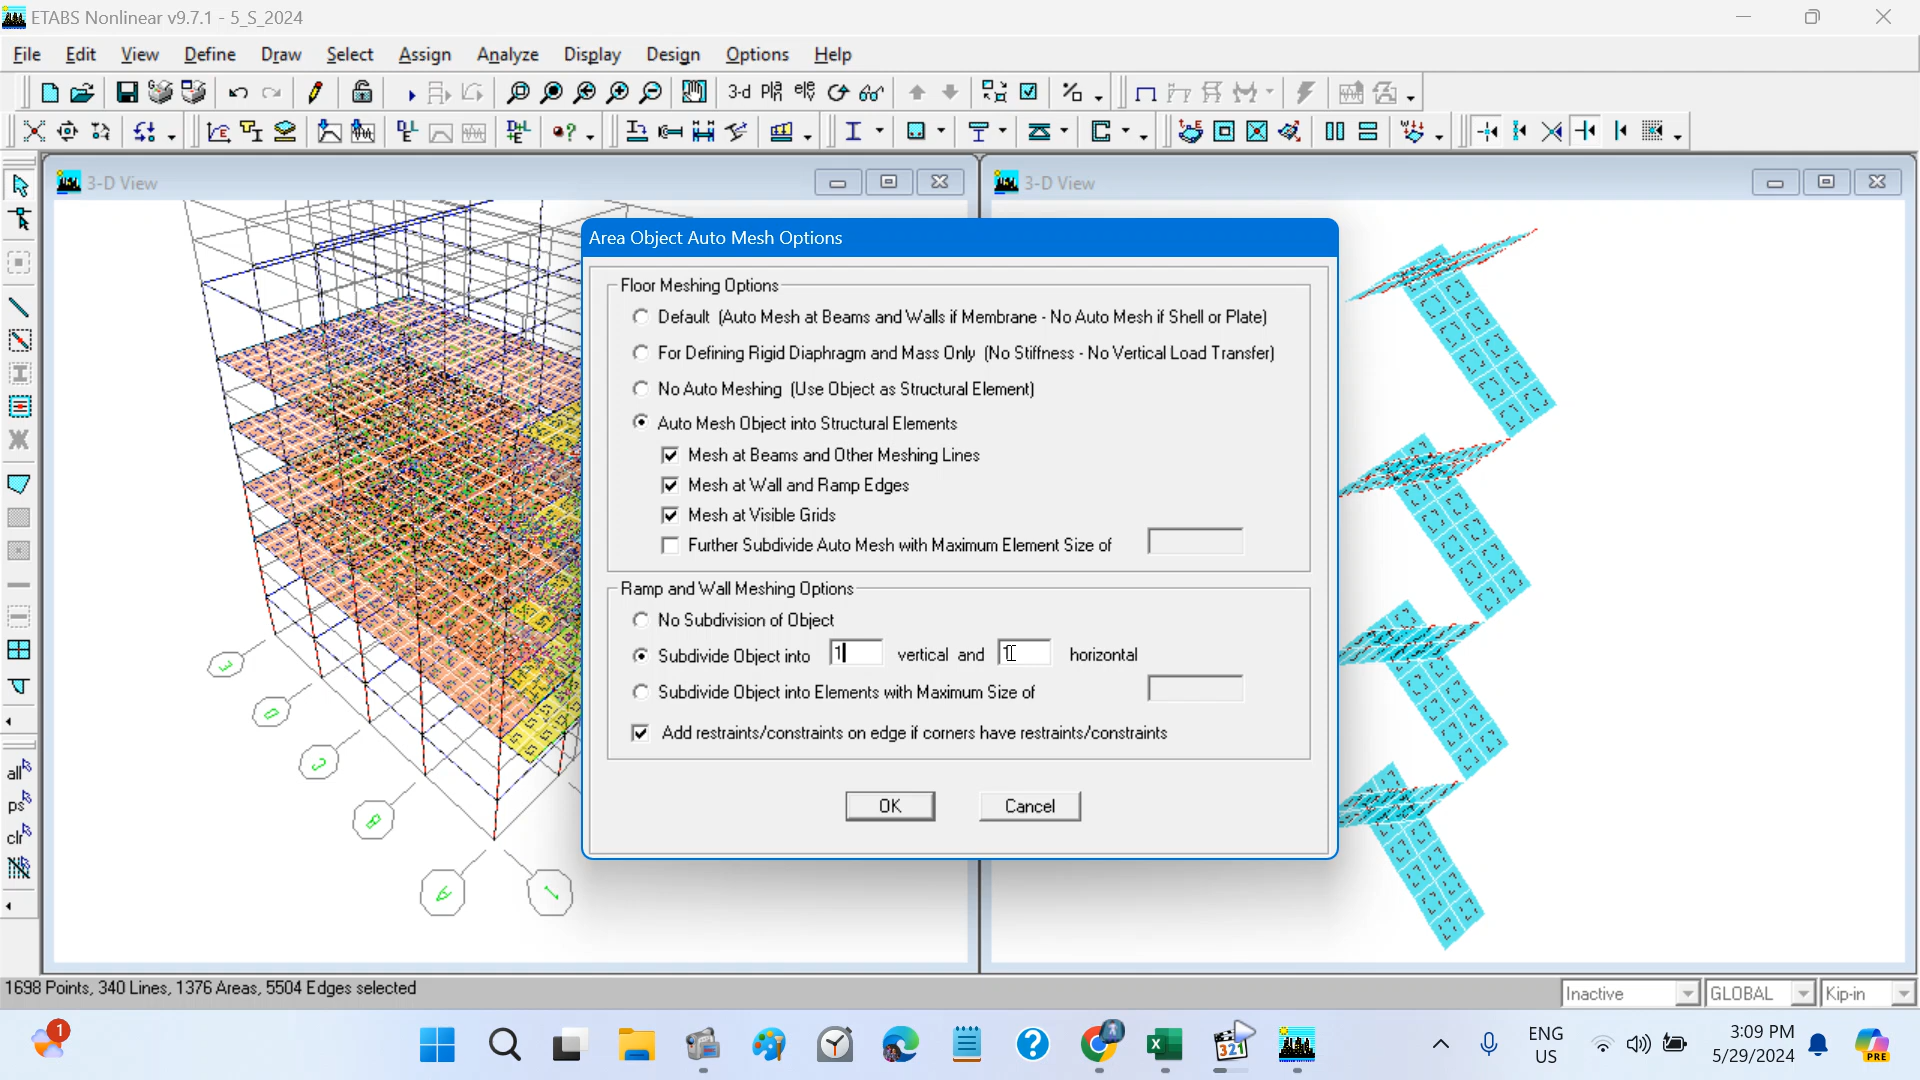 ETABS Nonlinear v9.7.1 - 5_S_2024
File Edit View Define Draw Select Assign Analyze Display Design Options Help
3-d
all
ps
clr
3-D View
3-D View
Area Object Auto Mesh Options
Floor Meshing Options
Default (Auto Mesh at Beams and Walls if Membrane - No Auto Mesh if Shell or Plate)
For Defining Rigid Diaphragm and Mass Only (No Stiffness - No Vertical Load Transfer)
No Auto Meshing (Use Object as Structural Element)
Auto Mesh Object into Structural Elements
Mesh at Beams and Other Meshing Lines
Mesh at Wall and Ramp Edges
Mesh at Visible Grids
Further Subdivide Auto Mesh with Maximum Element Size of
Ramp and Wall Meshing Options
No Subdivision of Object
Subdivide Object into 1 vertical and 1 horizontal
Subdivide Object into Elements with Maximum Size of
Add restraints/constraints on edge if corners have restraints/constraints
OK Cancel
E
D
C
B
A
1
1698 Points, 340 Lines, 1376 Areas, 5504 Edges selected
Inactive GLOBAL Kip-in
1
321
ENG
US
3:09 PM
5/29/2024
PRE